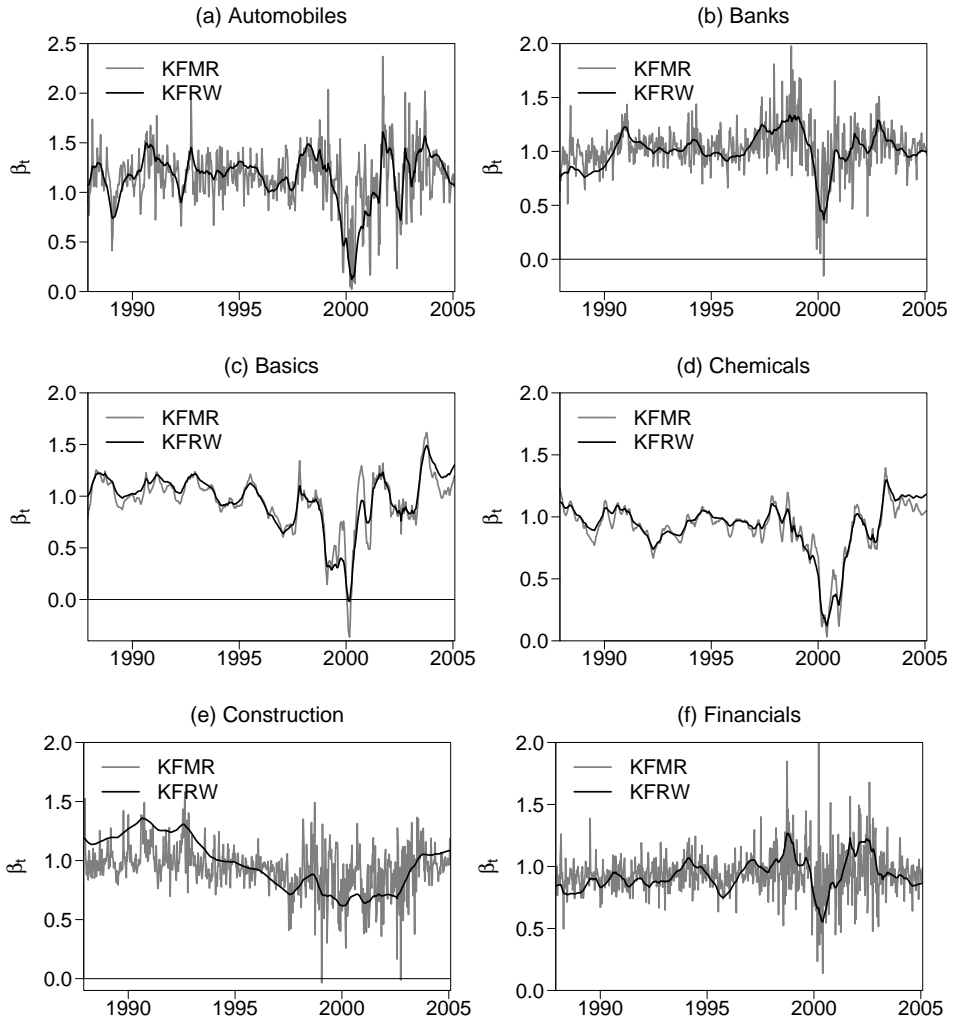 (a) Automobiles
2.5
2.0
1.5
1.0
0.5
0.0
βt
KFMR
KFRW
1990 1995 2000 2005
(b) Banks
2.0
1.5
1.0
0.5
0.0
βt
KFMR
KFRW
1990 1995 2000 2005
(c) Basics
2.0
1.5
1.0
0.5
0.0
βt
KFMR
KFRW
1990 1995 2000 2005
(d) Chemicals
2.0
1.5
1.0
0.5
0.0
βt
KFMR
KFRW
1990 1995 2000 2005
(e) Construction
2.0
1.5
1.0
0.5
0.0
βt
KFMR
KFRW
1990 1995 2000 2005
(f) Financials
2.0
1.5
1.0
0.5
0.0
βt
KFMR
KFRW
1990 1995 2000 2005